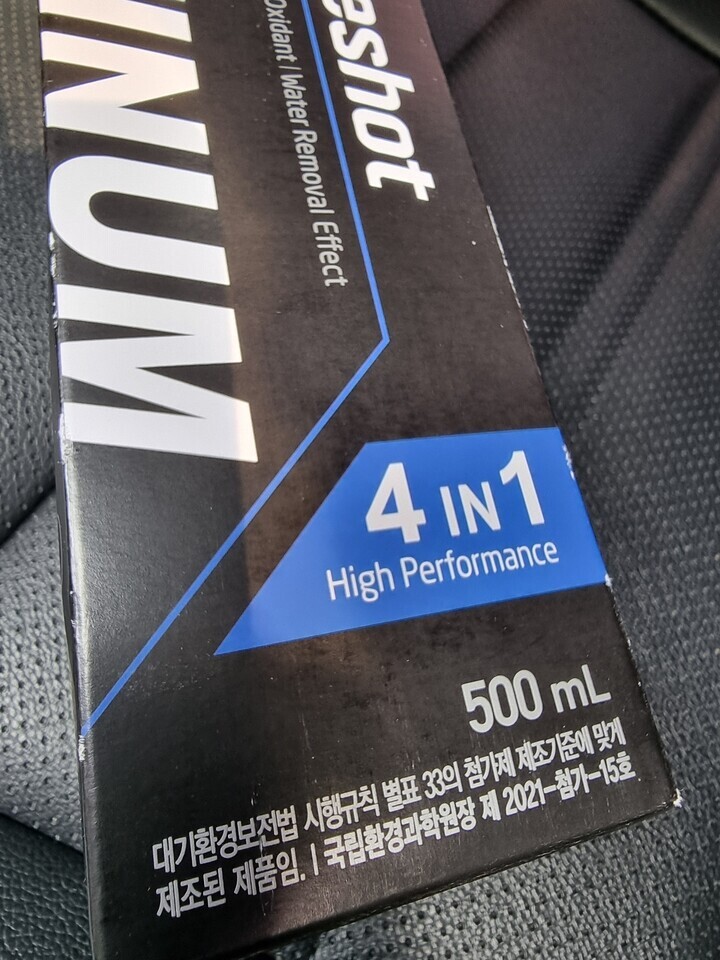 INUM
eshot
Oxidant | Water Removal Effect
4 IN 1
High Performance
500 mL
대기환경보전법 시행규칙 별표 33의 첨가제 제조기준에 맞게
제조된 제품임. | 국립환경과학원장 제 2021-첨가-15호